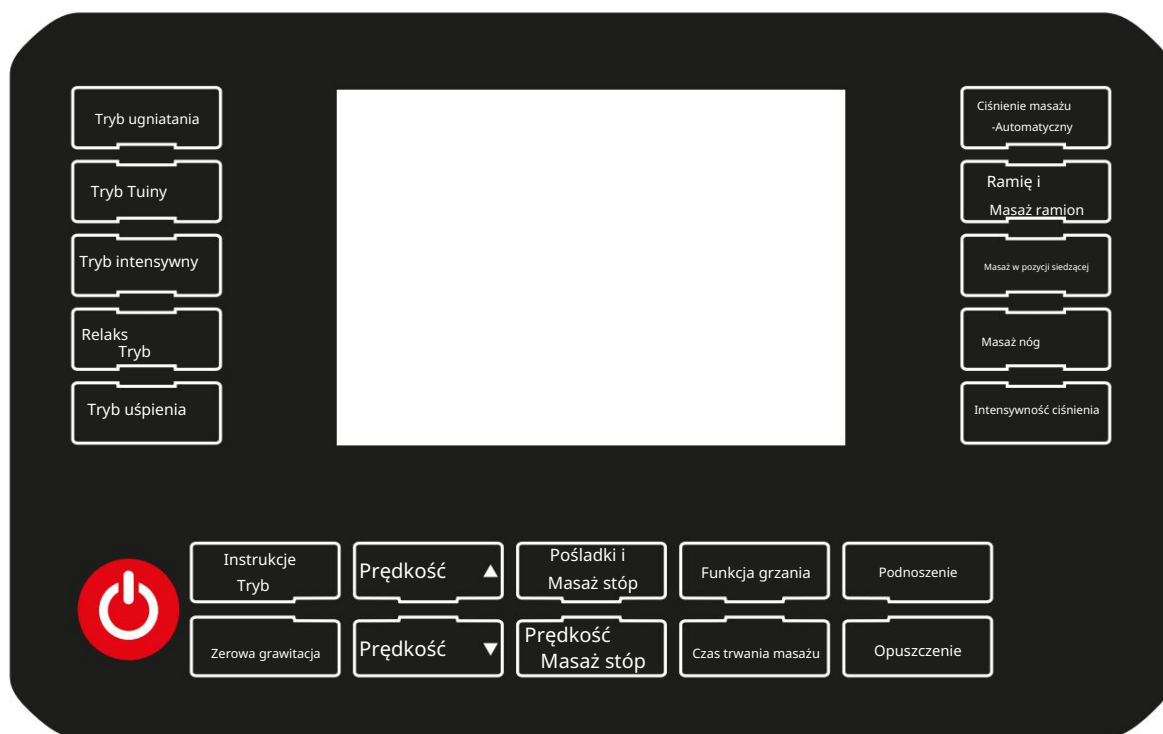 Tryb ugniatania
Tryb Tuiny
Tryb intensywny
Relaks
Tryb
Tryb uśpienia
Ciśnienie masażu
-Automatyczny
Ramię i
Masaż ramion
Masaż w pozycji siedzącej
Masaż nóg
Intensywność ciśnienia
Instrukcje
Tryb
Prędkość ▲
Pośladki i
Masaż stóp
Funkcja grzania
Podnoszenie
Zerowa grawitacja
Prędkość ▼
Prędkość
Masaż stóp
Czas trwania masażu
Opuszczenie